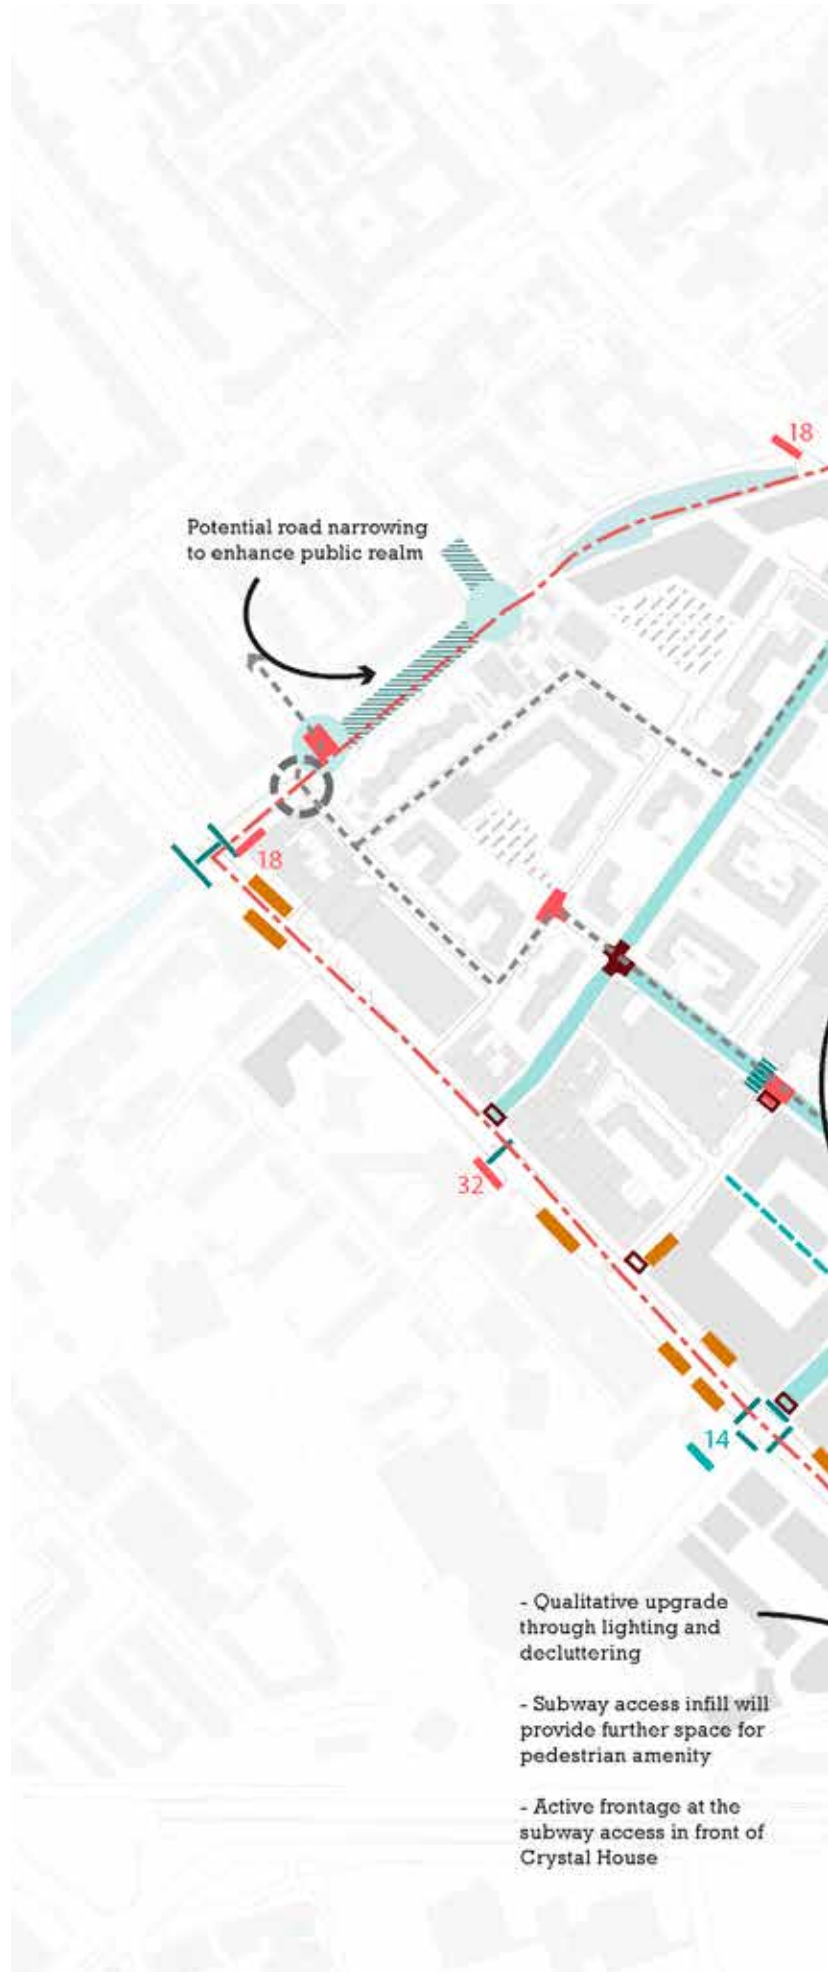 18
Potential road narrowing
to enhance public realm
18
32
14
- Qualitative upgrade
through lighting and
decluttering
- Subway access infill will
provide further space for
pedestrian amenity
- Active frontage at the
subway access in front of
Crystal House